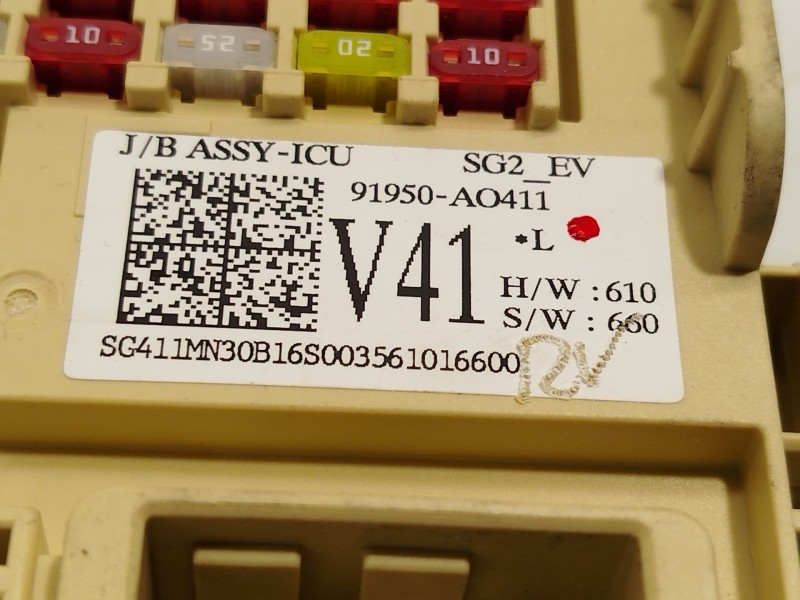 10 25 20 10
J/B ASSY-ICU SG2_EV
91950-AO411
V41 *L
H/W : 610
S/W : 660
SG411MN30B16S003561016600